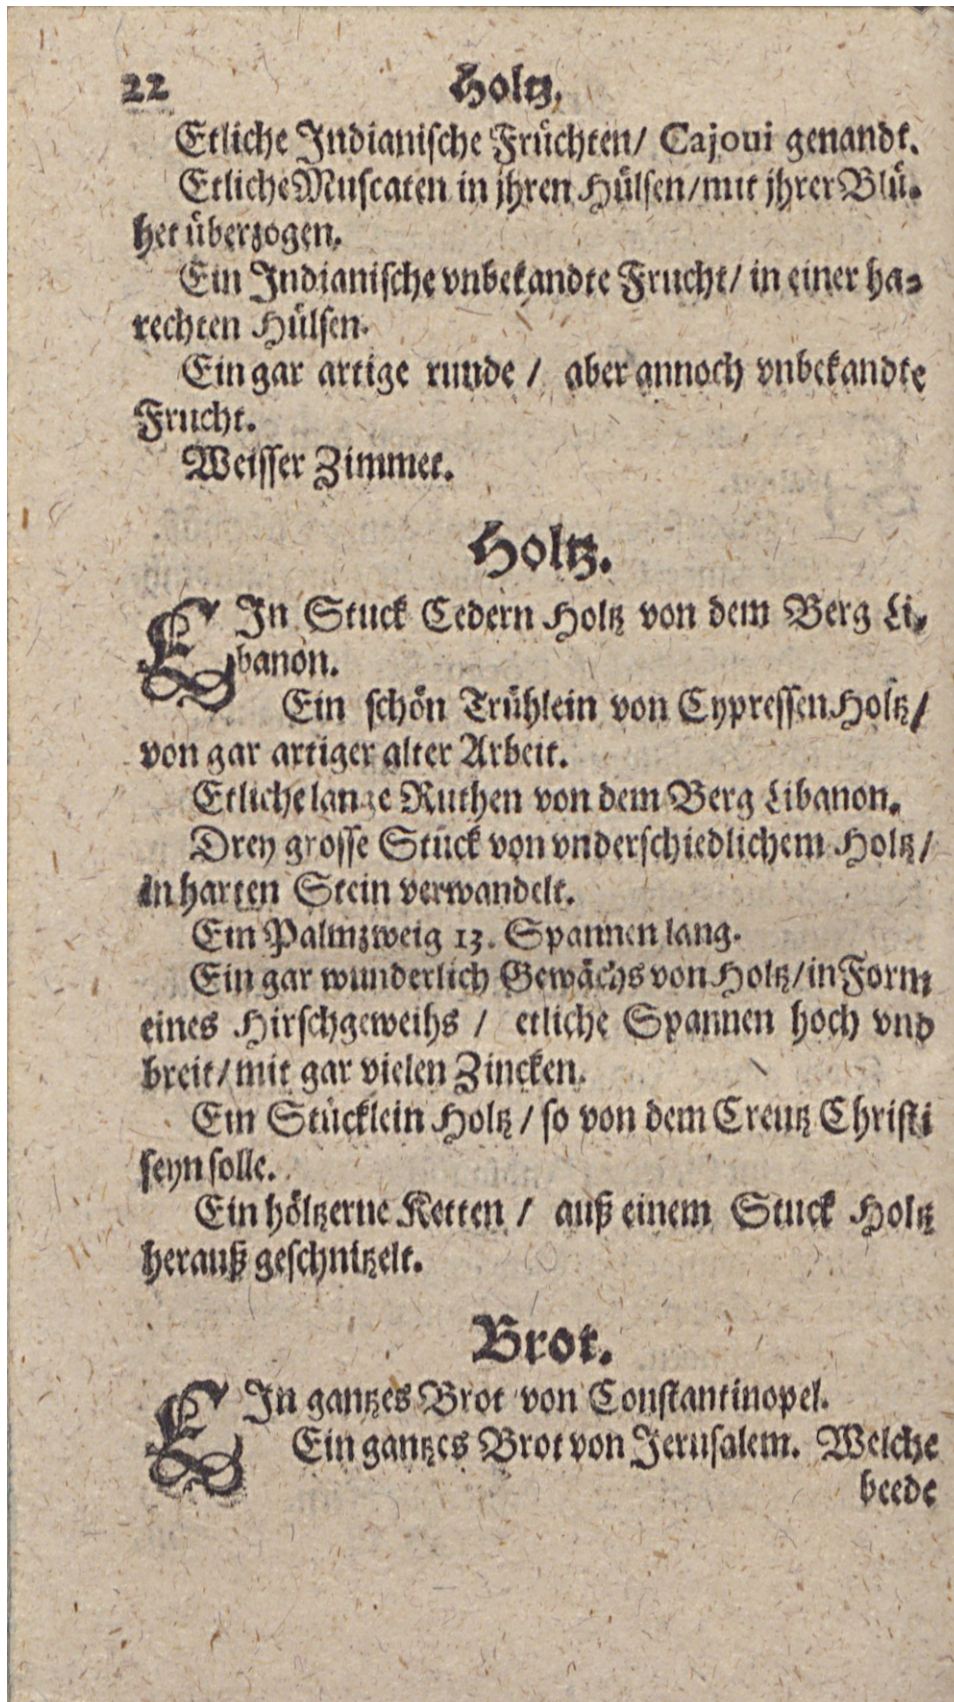 22 Holtz.
Etliche Indianische Früchten/ Cajoui genandt.
Etliche Muscaten in jhren Hülsen/mit jhrer Blü-
het überzogen.
Ein Indianische vnbekandte Frucht/ in einer ha-
rechten Hülsen.
Ein gar artige runde / aber annoch vnbekandte
Frucht.
Weisser Zimmet.
Holtz.
EIn Stuck Cedern Holtz von dem Berg Li-
banon.
Ein schön Trühlein von Cypressen Holtz/
von gar artiger alter Arbeit.
Etliche lange Ruthen von dem Berg Libanon.
Drey grosse Stück von vnderschiedlichem Holtz/
in harten Stein verwandelt.
Ein Palmzweig 13. Spannen lang.
Ein gar wunderlich Gewächs von Holtz/in Form
eines Hirschgeweihs / etliche Spannen hoch vnd
breit/mit gar vielen Zincken.
Ein Stücklein Holtz/ so von dem Creutz Christi
seyn solle.
Ein höltzerne Ketten / auß einem Stuck Holtz
herauß geschnitzelt.
Brot.
EIn gantzes Brot von Constantinopel.
Ein gantzes Brot von Jerusalem. Welche
beede